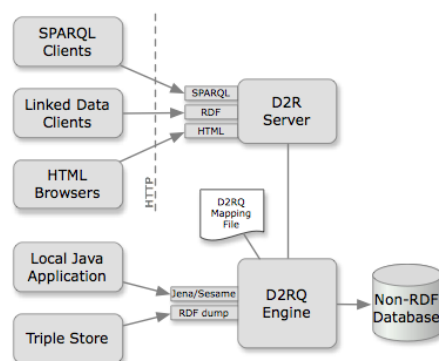 SPARQL
Clients
Linked Data
Clients
HTML
Browsers
HTTP
SPARQL
RDF
HTML
D2R
Server
D2RQ
Mapping
File
Local Java
Application
Triple Store
Jena/Sesame
RDF dump
D2RQ
Engine
Non-RDF
Database